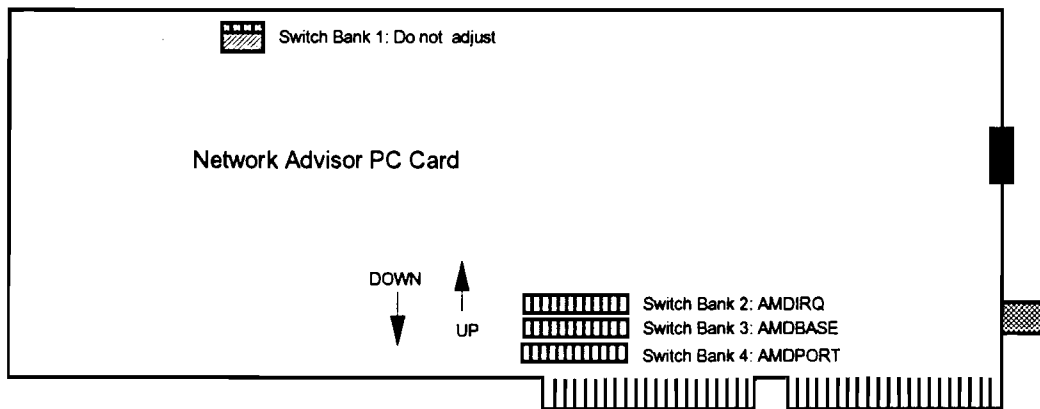 Switch Bank 1: Do not adjust
Network Advisor PC Card
DOWN
UP
Switch Bank 2: AMDIRQ
Switch Bank 3: AMDBASE
Switch Bank 4: AMDPORT